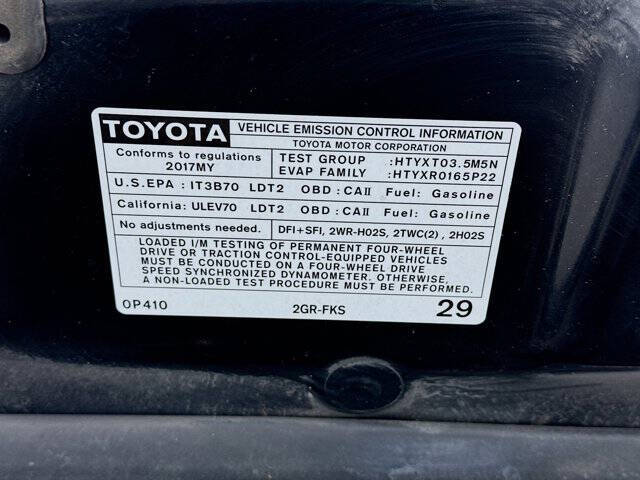 TOYOTA VEHICLE EMISSION CONTROL INFORMATION
TOYOTA MOTOR CORPORATION
Conforms to regulations
2017MY
TEST GROUP :HTYXT03.5M5N
EVAP FAMILY :HTYXR0165P22
U.S.EPA : IT3B70 LDT2 OBD : CAII Fuel: Gasoline
California: ULEV70 LDT2 OBD : CAII Fuel: Gasoline
No adjustments needed. DFI+SFI, 2WR-HO2S, 2TWC(2) , 2HO2S
LOADED I/M TESTING OF PERMANENT FOUR-WHEEL
DRIVE OR TRACTION CONTROL-EQUIPPED VEHICLES
MUST BE CONDUCTED ON A FOUR-WHEEL DRIVE
SPEED SYNCHRONIZED DYNAMOMETER. OTHERWISE,
A NON-LOADED TEST PROCEDURE MUST BE PERFORMED.
0P410 2GR-FKS 29